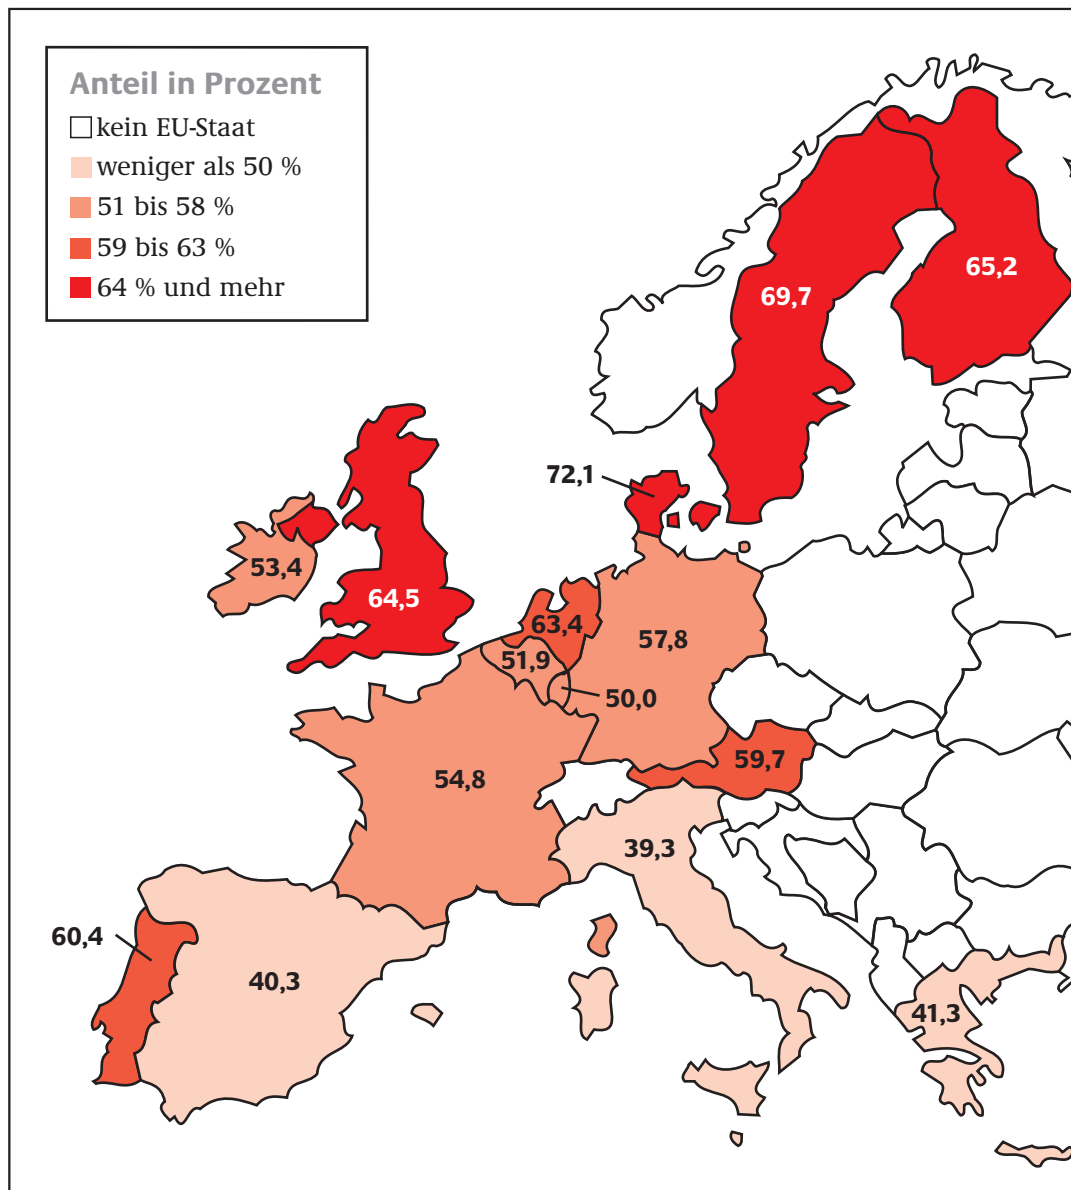 Anteil in Prozent
kein EU-Staat
weniger als 50 %
51 bis 58 %
59 bis 63 %
64 % und mehr
65,2
69,7
72,1
53,4
64,5
63,4
57,8
51,9
50,0
59,7
54,8
39,3
60,4
40,3
41,3